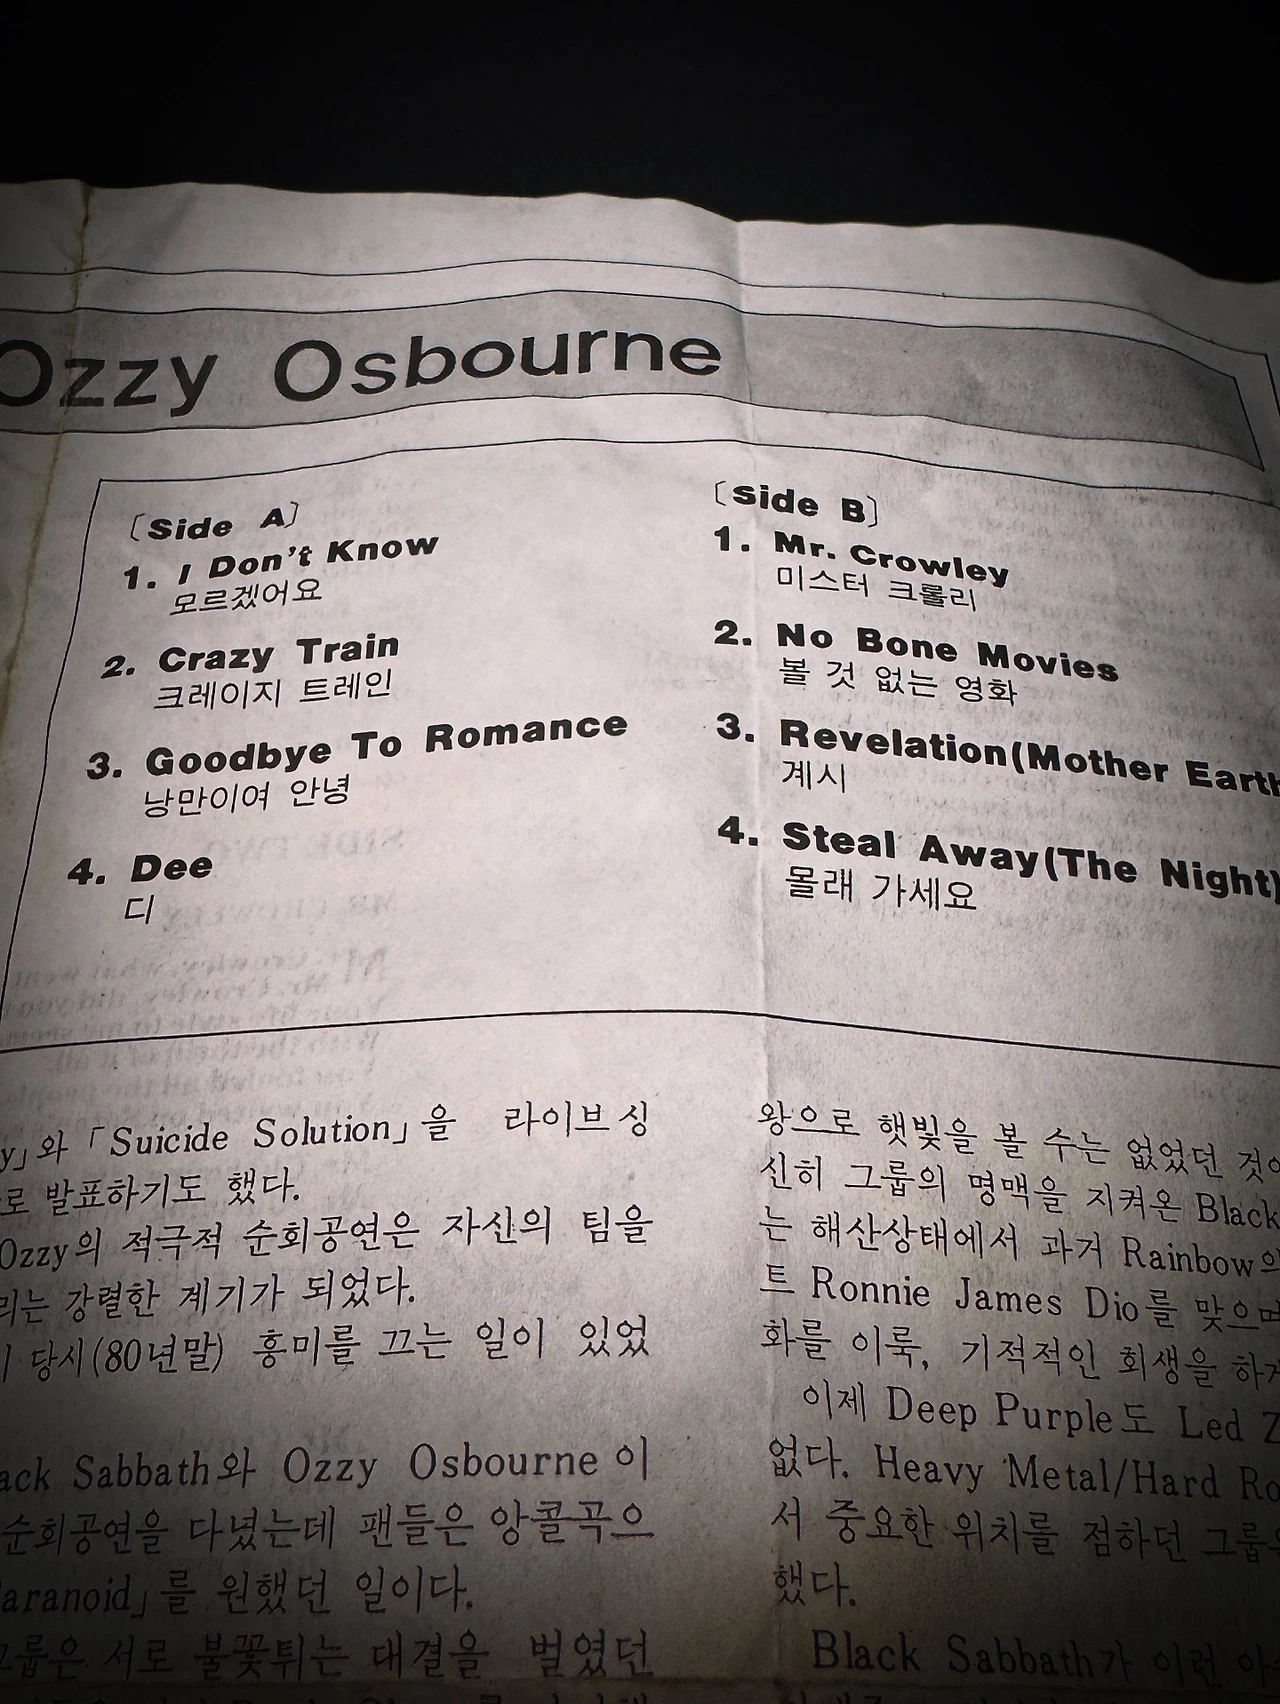 Ozzy Osbourne
〔Side A〕
1. I Don't Know
모르겠어요
2. Crazy Train
크레이지 트레인
3. Goodbye To Romance
낭만이여 안녕
4. Dee
디
〔Side B〕
1. Mr. Crowley
미스터 크롤리
2. No Bone Movies
볼 것 없는 영화
3. Revelation(Mother Earth
계시
4. Steal Away(The Night)
몰래 가세요
y」와 「Suicide Solution」을 라이브 싱
로 발표하기도 했다.
Ozzy의 적극적 순회공연은 자신의 팀을
리는 강렬한 계기가 되었다.
당시(80년말) 흥미를 끄는 일이 있었
ack Sabbath와 Ozzy Osbourne이
순회공연을 다녔는데 팬들은 앙콜곡으
aranoid」를 원했던 일이다.
그룹은 서로 불꽃튀는 대결을 벌였던
왕으로 햇빛을 볼 수는 없었던 것
신히 그룹의 명맥을 지켜온 Black
는 해산상태에서 과거 Rainbow의
트 Ronnie James Dio를 맞으며
화를 이룩, 기적적인 회생을 하
이제 Deep Purple도 Led Z
없다. Heavy Metal/Hard Ro
서 중요한 위치를 점하던 그룹
했다.
Black Sabbath가 이런